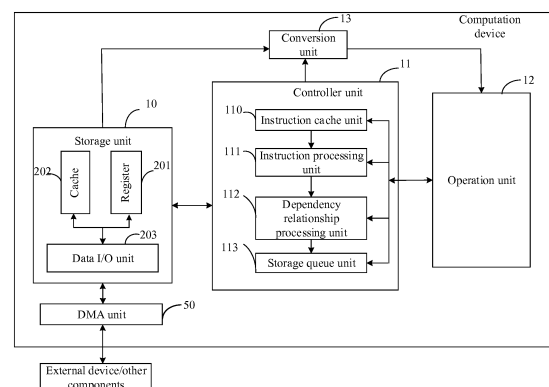 Computation
device
13
Conversion
unit
11
12
10
Controller unit
110
Instruction cache unit
Storage unit
202
Cache
Register
201
111
Instruction processing
unit
Operation unit
112
Dependency
relationship
processing unit
203
Data I/O unit
113
Storage queue unit
50
DMA unit
External device/other
components